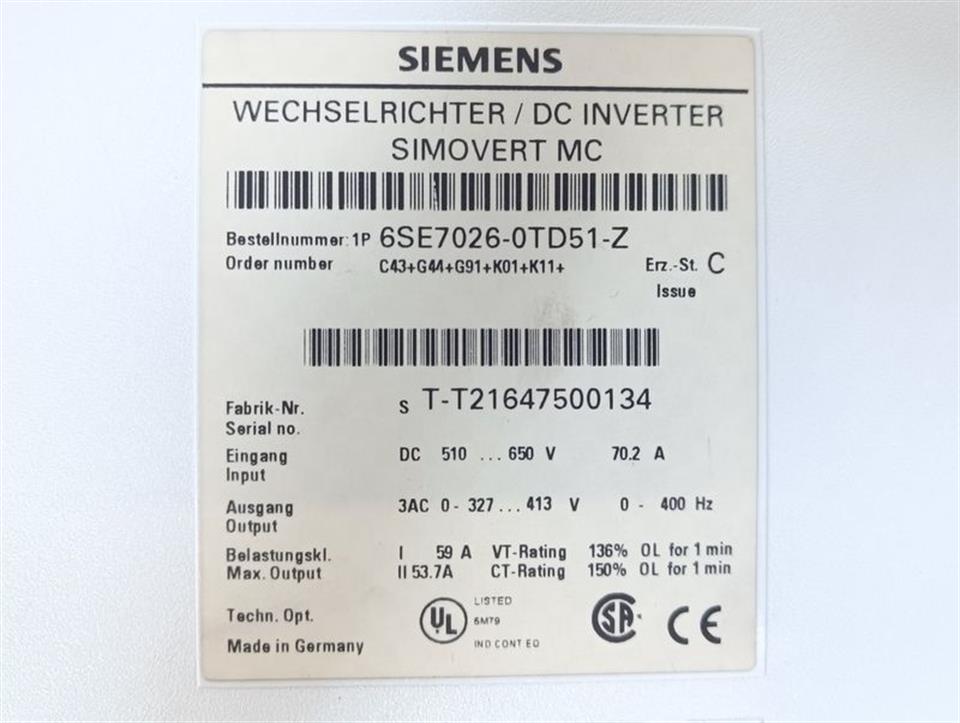 SIEMENS
WECHSELRICHTER / DC INVERTER
SIMOVERT MC
Bestellnummer: 1P 6SE7026-0TD51-Z
Order number C43+G44+G91+K01+K11+ Erz.-St. C
Issue
Fabrik-Nr. S T-T21647500134
Serial no.
Eingang DC 510 ... 650 V 70.2 A
Input
Ausgang 3AC 0 - 327 ... 413 V 0 - 400 Hz
Output
Belastungskl. I 59 A VT-Rating 136% OL for 1 min
Max. Output II 53.7A CT-Rating 150% OL for 1 min
Techn. Opt. UL LISTED SA CE
5M79
Made in Germany IND CONT EQ